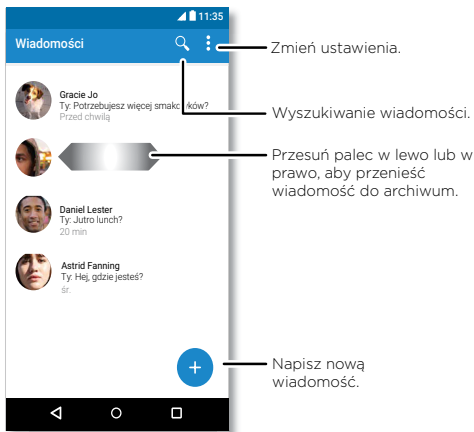 11:35
Wiadomości
Zmień ustawienia.
Gracie Jo
Ty: Potrzebujesz więcej smakołyków?
Przed chwilą
Wyszukiwanie wiadomości.
Przesuń palec w lewo lub w
prawo, aby przenieść
wiadomość do archiwum.
Daniel Lester
Ty: Jutro lunch?
20 min
Astrid Fanning
Ty: Hej, gdzie jesteś?
śr.
Napisz nową
wiadomość.